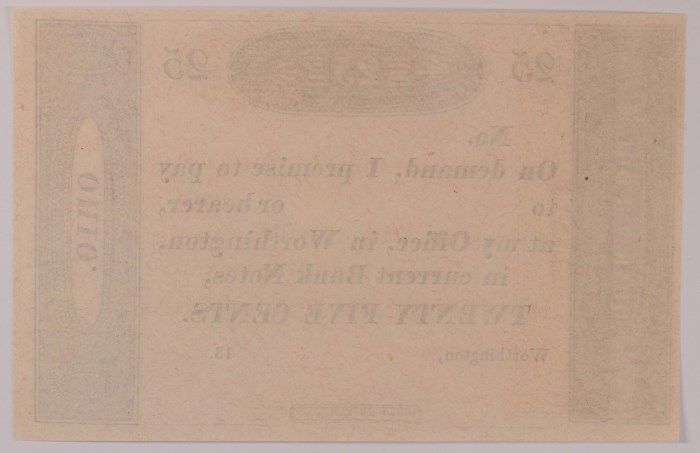 25 25
No.
On demand, I promise to pay
to or bearer,
at my Office, in Worthington,
in current Bank Notes,
TWENTY FIVE CENTS.
Worthington, 18.
OHIO.